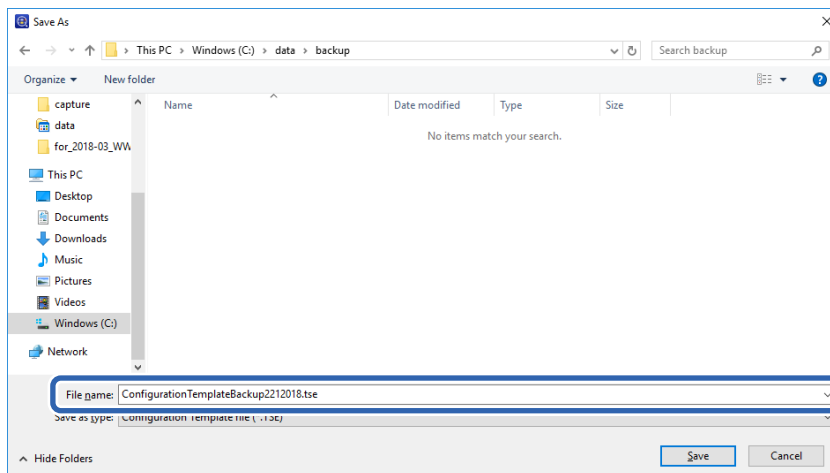 Save As
This PC > Windows (C:) > data > backup
Search backup
Organize
New folder
Name
Date modified
Type
Size
No items match your search.
capture
data
for_2018-03_WW
This PC
Desktop
Documents
Downloads
Music
Pictures
Videos
Windows (C:)
Network
File name: ConfigurationTemplateBackup2212018.tse
Save as type: Configuration Template file (*.TSE)
Hide Folders
Save
Cancel